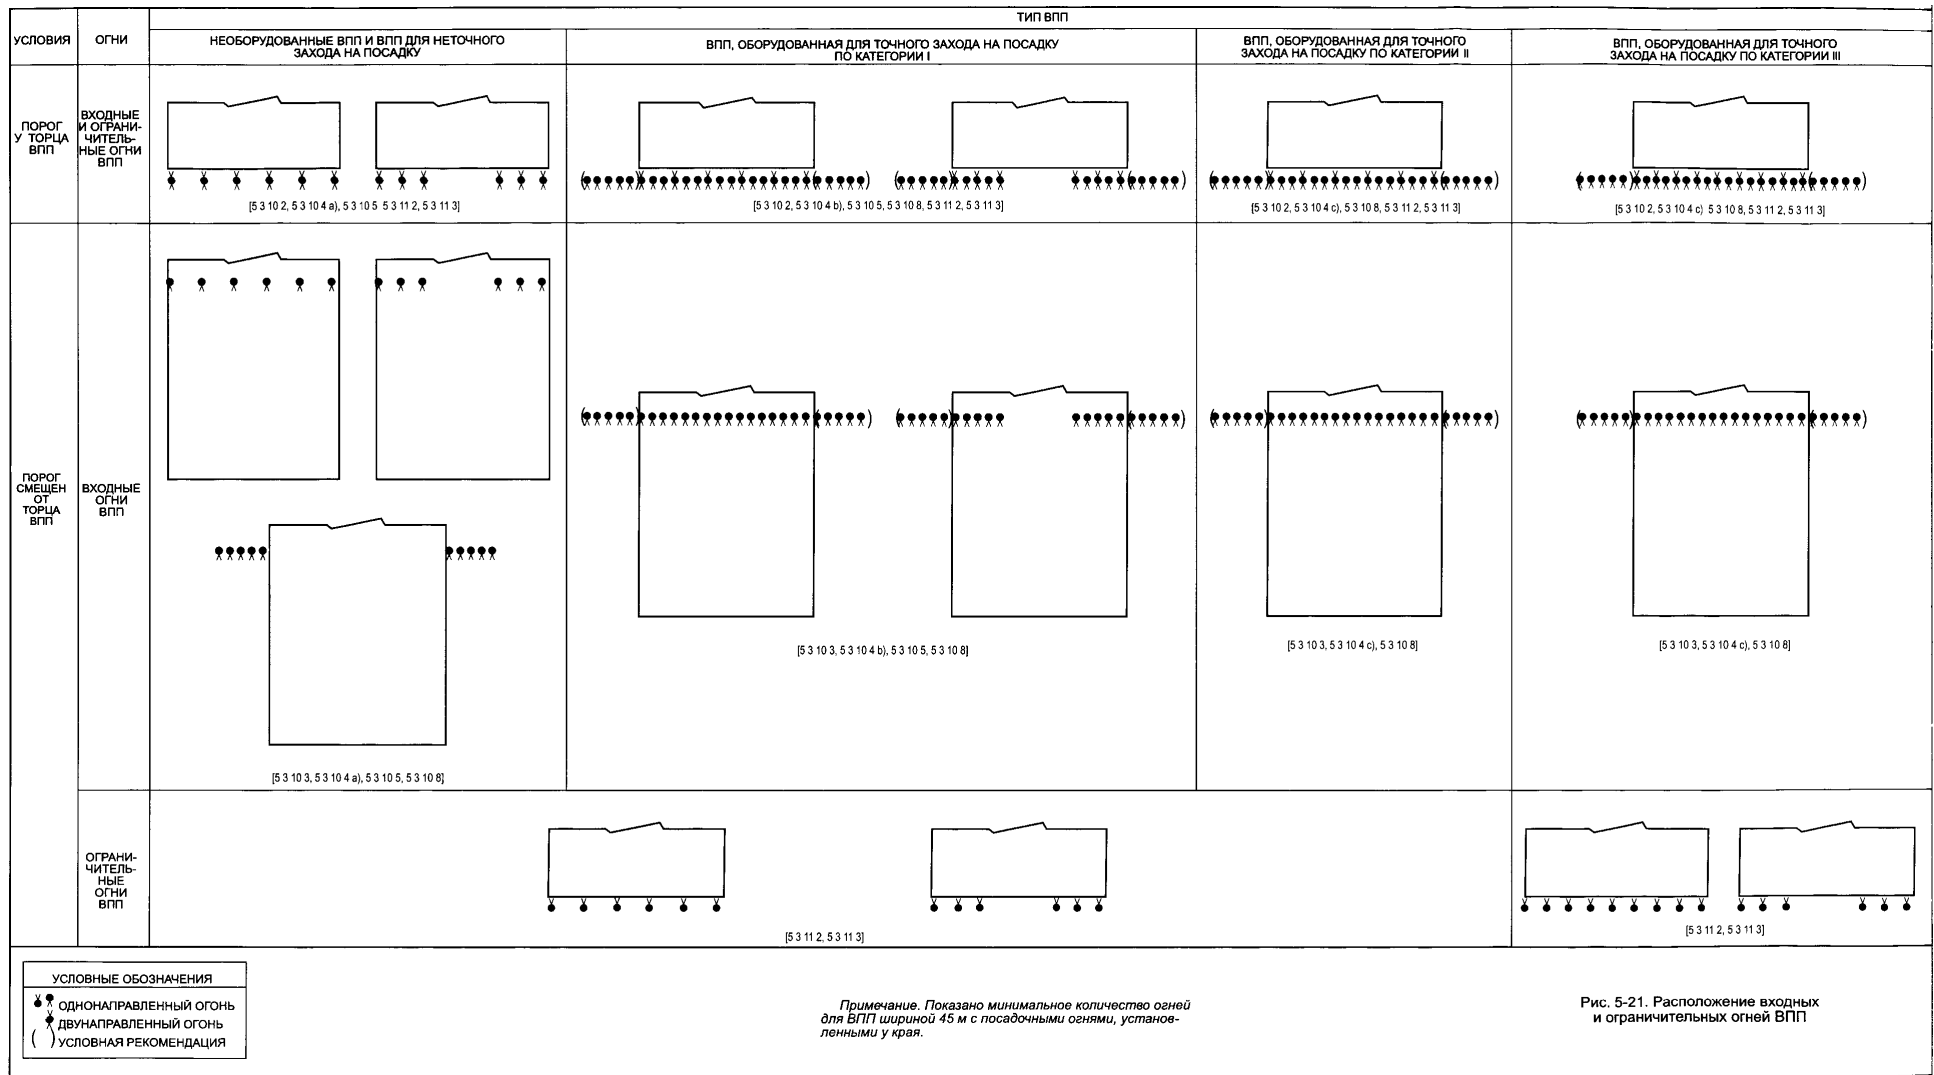 ТИП ВПП
УСЛОВИЯ
ОГНИ
НЕОБОРУДОВАННЫЕ ВПП И ВПП ДЛЯ НЕТОЧНОГО
ЗАХОДА НА ПОСАДКУ
ВПП, ОБОРУДОВАННАЯ ДЛЯ ТОЧНОГО ЗАХОДА НА ПОСАДКУ
ПО КАТЕГОРИИ I
ВПП, ОБОРУДОВАННАЯ ДЛЯ ТОЧНОГО
ЗАХОДА НА ПОСАДКУ ПО КАТЕГОРИИ II
ВПП, ОБОРУДОВАННАЯ ДЛЯ ТОЧНОГО
ЗАХОДА НА ПОСАДКУ ПО КАТЕГОРИИ III
ПОРОГ
У ТОРЦА
ВПП
ВХОДНЫЕ
И ОГРАНИ-
ЧИТЕЛЬ-
НЫЕ ОГНИ
ВПП
[5 3 10 2, 5 3 10 4 a), 5 3 10 5 5 3 11 2, 5 3 11 3]
[5 3 10 2, 5 3 10 4 b), 5 3 10 5, 5 3 10 8, 5 3 11 2, 5 3 11 3]
[5 3 10 2, 5 3 10 4 c), 5 3 10 8, 5 3 11 2, 5 3 11 3]
[5 3 10 2, 5 3 10 4 c) 5 3 10 8, 5 3 11 2, 5 3 11 3]
ПОРОГ
СМЕЩЕН
ОТ
ТОРЦА
ВПП
ВХОДНЫЕ
ОГНИ
ВПП
[5 3 10 3, 5 3 10 4 a), 5 3 10 5, 5 3 10 8]
[5 3 10 3, 5 3 10 4 b), 5 3 10 5, 5 3 10 8]
[5 3 10 3, 5 3 10 4 c), 5 3 10 8]
[5 3 10 3, 5 3 10 4 c), 5 3 10 8]
ОГРАНИ-
ЧИТЕЛЬ-
НЫЕ
ОГНИ
ВПП
[5 3 11 2, 5 3 11 3]
[5 3 11 2, 5 3 11 3]
УСЛОВНЫЕ ОБОЗНАЧЕНИЯ
ОДНОНАПРАВЛЕННЫЙ ОГОНЬ
ДВУНАПРАВЛЕННЫЙ ОГОНЬ
( ) УСЛОВНАЯ РЕКОМЕНДАЦИЯ
Примечание. Показано минимальное количество огней
для ВПП шириной 45 м с посадочными огнями, установ-
ленными у края.
Рис. 5-21. Расположение входных
и ограничительных огней ВПП